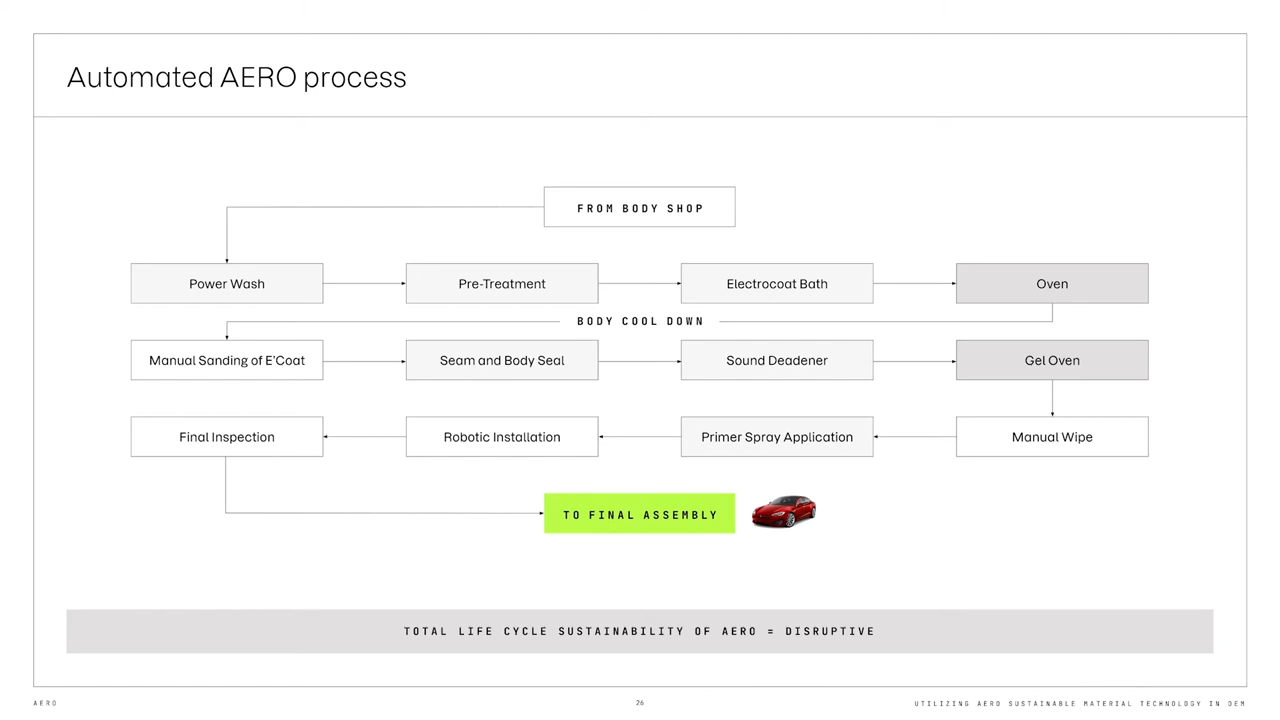 Automated AERO process
FROM BODY SHOP
Power Wash
Pre-Treatment
Electrocoat Bath
Oven
BODY COOL DOWN
Manual Sanding of E'Coat
Seam and Body Seal
Sound Deadener
Gel Oven
Final Inspection
Robotic Installation
Primer Spray Application
Manual Wipe
TO FINAL ASSEMBLY
TOTAL LIFE CYCLE SUSTAINABILITY OF AERO = DISRUPTIVE
AERO
26
UTILIZING AERO SUSTAINABLE MATERIAL TECHNOLOGY IN OEM